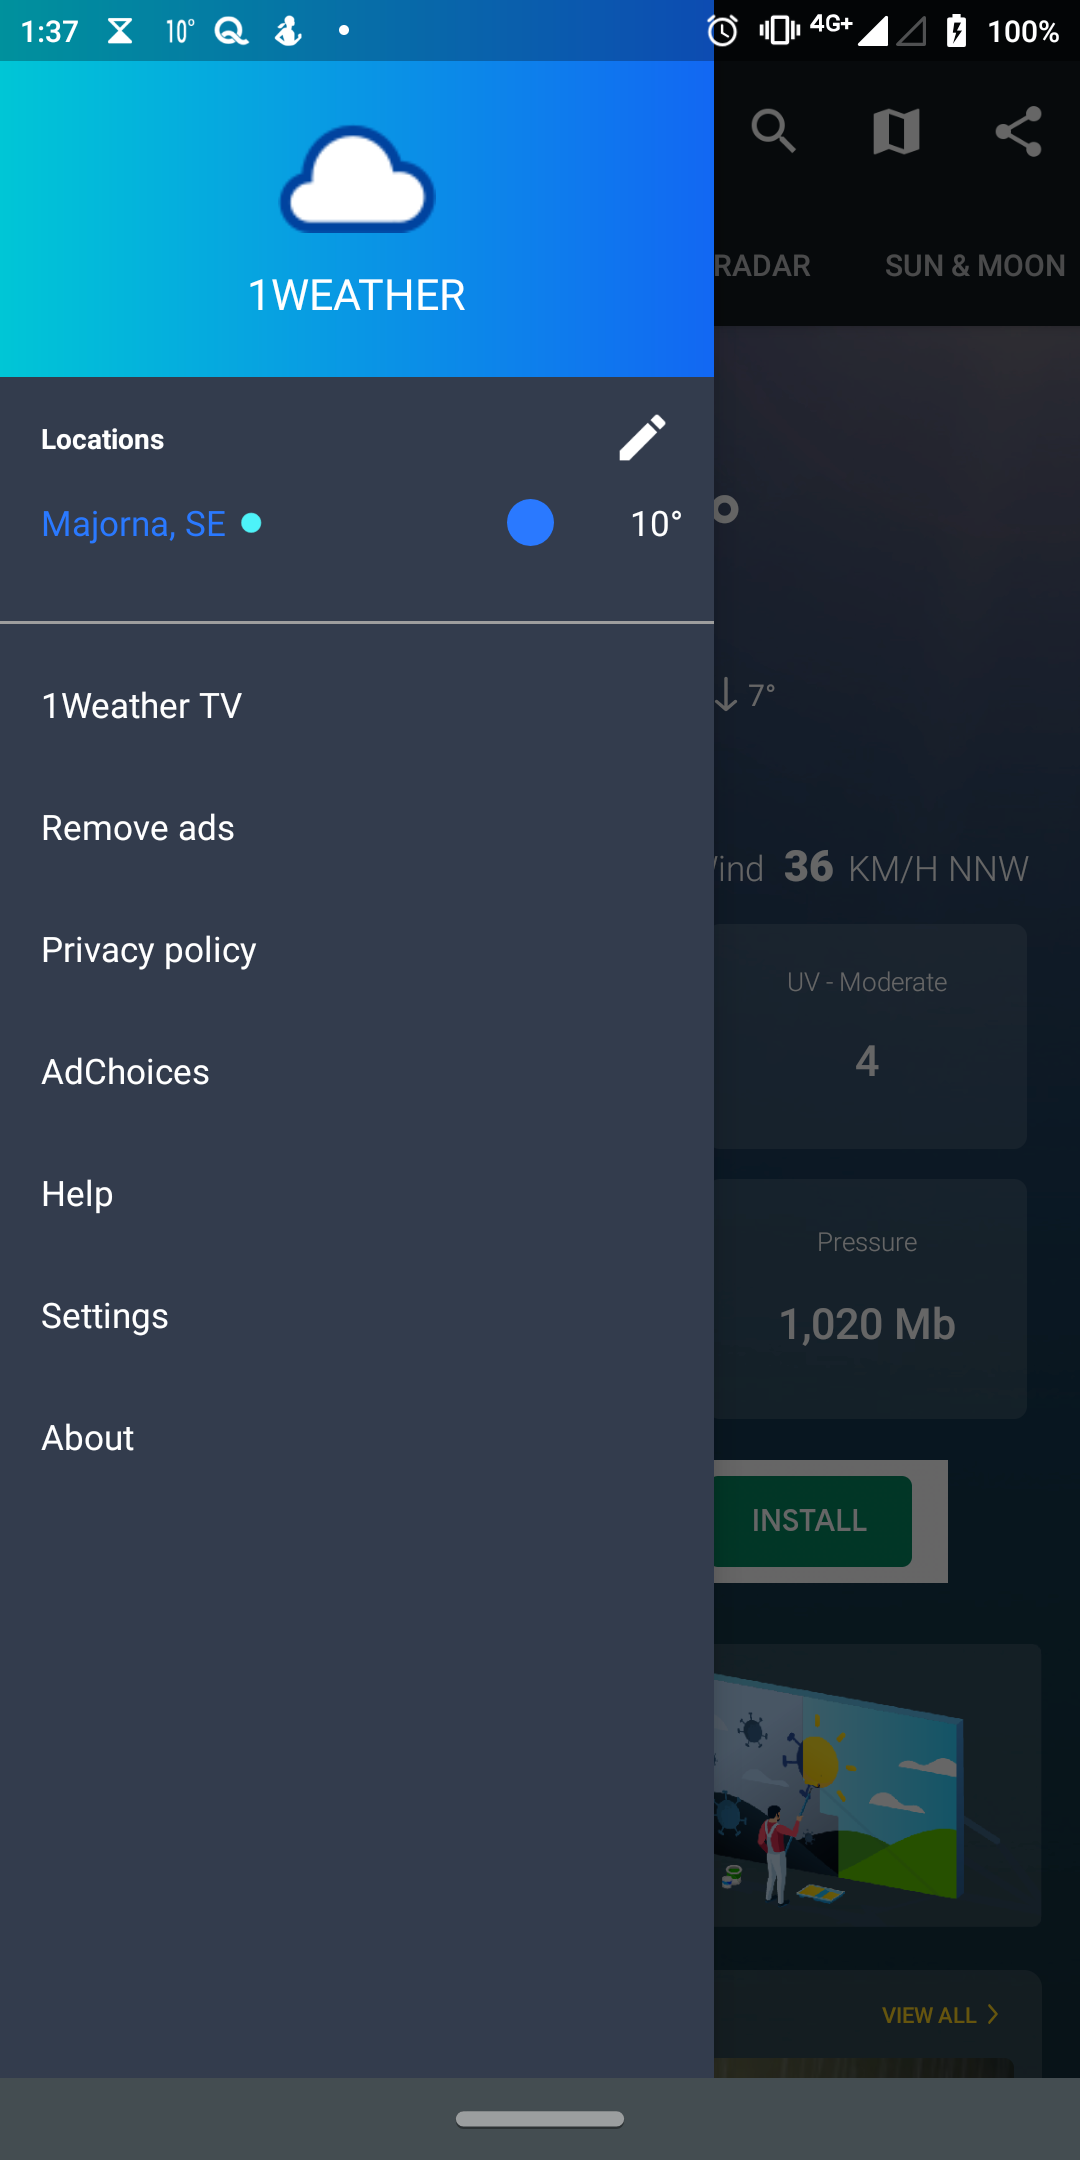 1:37 10° 4G+ 100%
1WEATHER
RADAR SUN & MOON
Locations
Majorna, SE 10°
7°
1Weather TV
Remove ads
36 KM/H NNW
Privacy policy
UV - Moderate
4
AdChoices
Help
Pressure
Settings
1,020 Mb
About
INSTALL
VIEW ALL